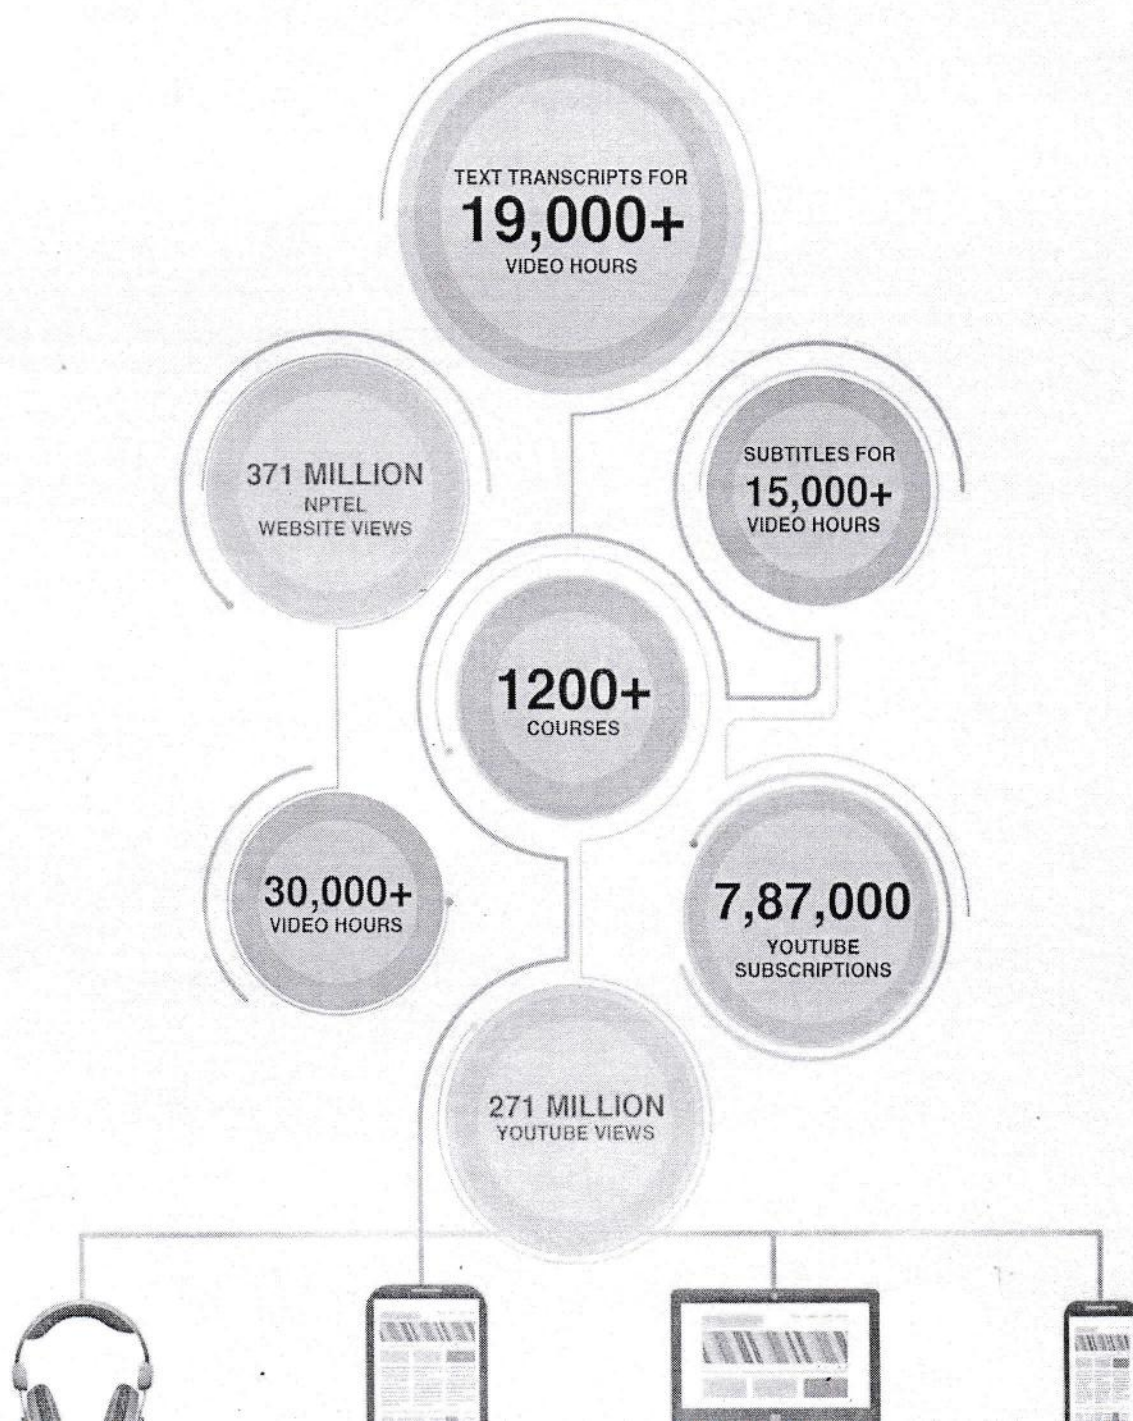 TEXT TRANSCRIPTS FOR
19,000+
VIDEO HOURS
371 MILLION
NPTEL
WEBSITE VIEWS
SUBTITLES FOR
15,000+
VIDEO HOURS
1200+
COURSES
30,000+
VIDEO HOURS
7,87,000
YOUTUBE
SUBSCRIPTIONS
271 MILLION
YOUTUBE VIEWS